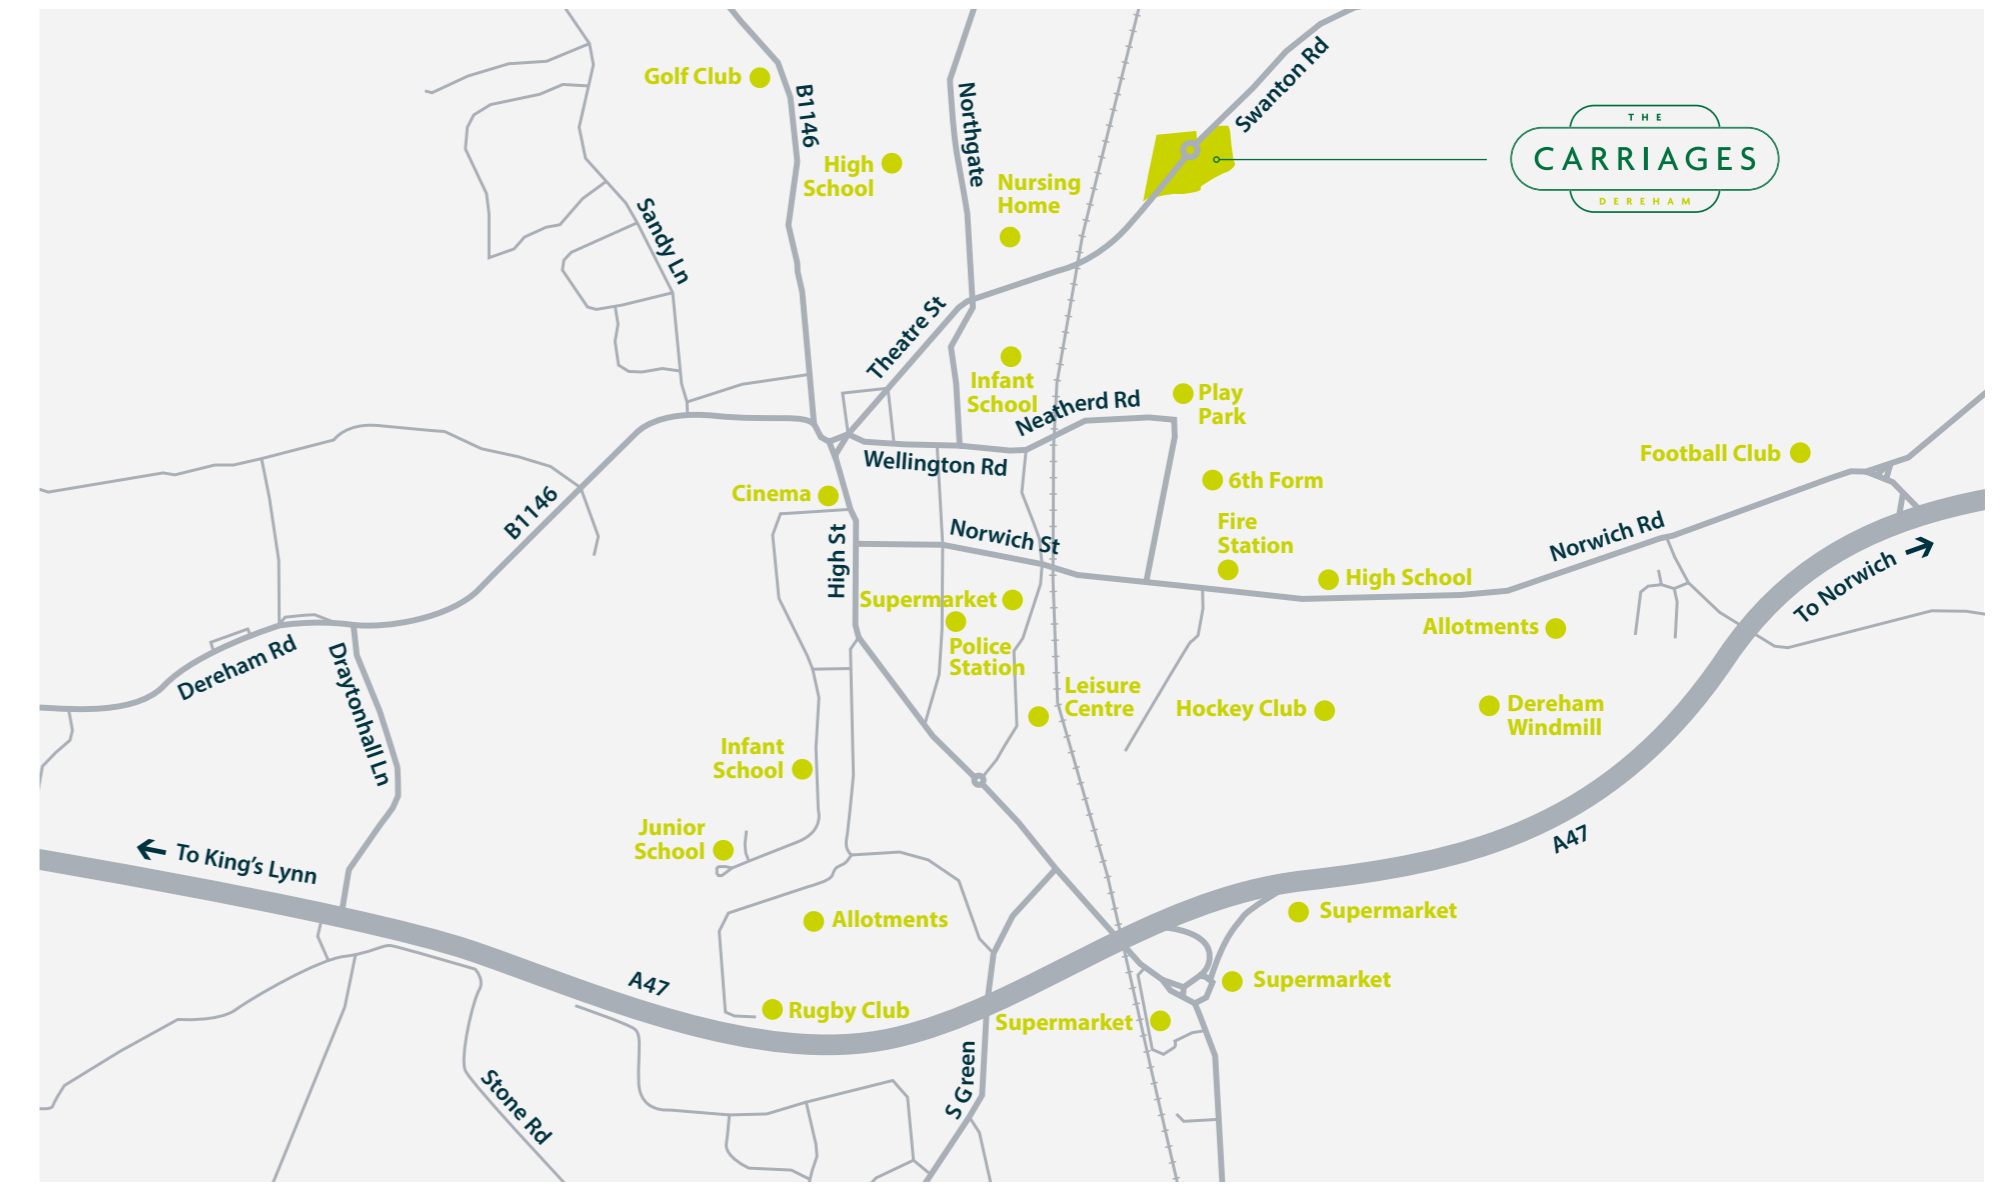 Golf Club
B1146
Northgate
Swanton Rd
THE
CARRIAGES
DEREHAM
High
School
Nursing
Home
Sandy Ln
Theatre St
Infant
School
Neatherd Rd
Play
Park
Wellington Rd
Cinema
6th Form
Football Club
B1146
High St
Norwich St
Fire
Station
Norwich Rd
High School
To Norwich
Supermarket
Police
Station
Allotments
Dereham Rd
Draytonhall Ln
Leisure
Centre
Hockey Club
Dereham
Windmill
Infant
School
Junior
School
To King's Lynn
A47
Allotments
Supermarket
A47
Rugby Club
Supermarket
Supermarket
S Green
Stone Rd